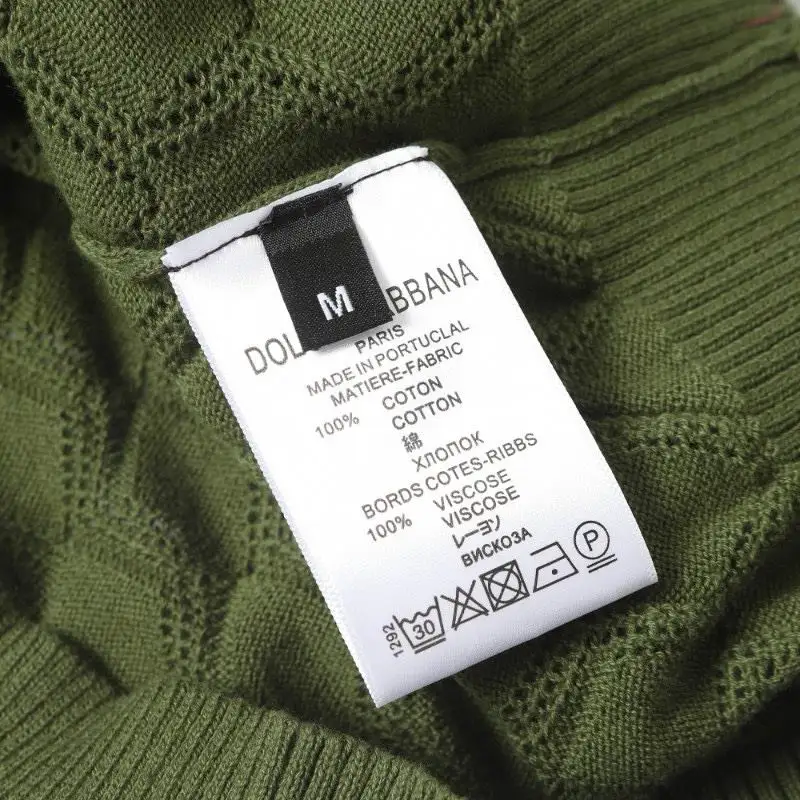 M
DOL ABBANA
PARIS
MADE IN PORTUCLAL
MATIERE-FABRIC
100% COTON
COTTON
綿
ХЛОПОК
BORDS COTES-RIBBS
100% VISCOSE
VISCOSE
レーヨン
ВИСКОЗА
1292 30 P